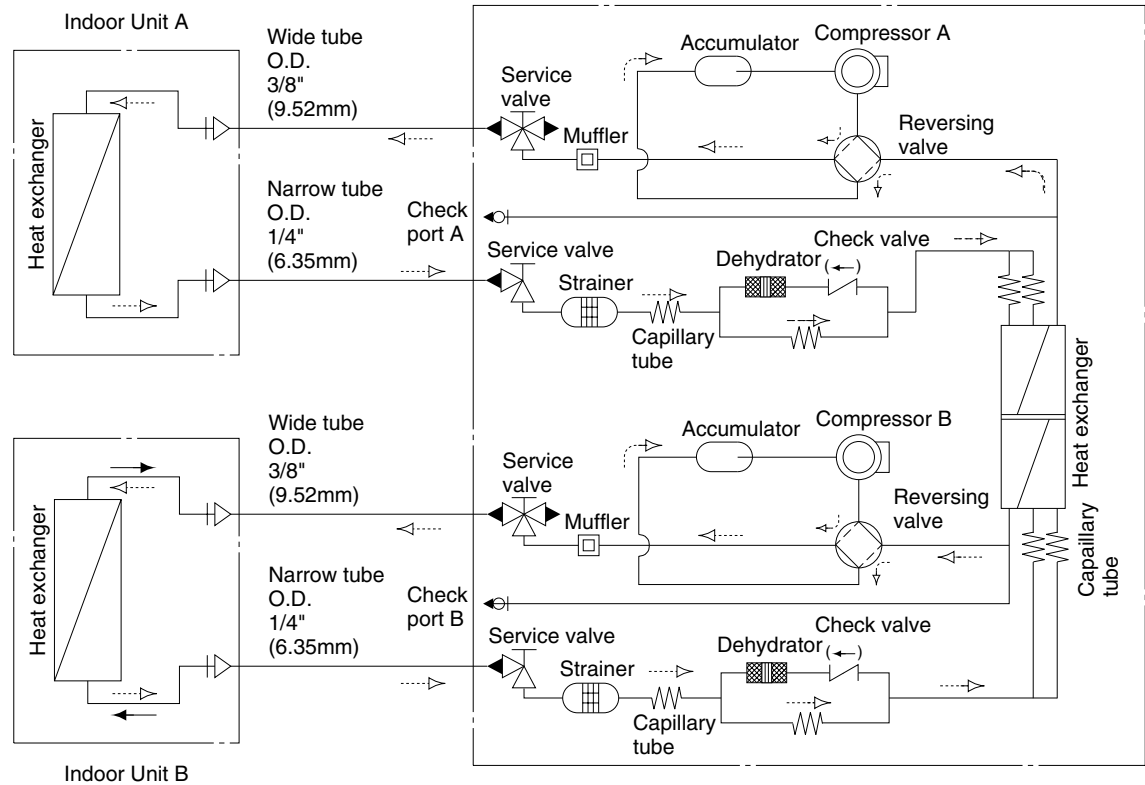 Indoor Unit A
Heat exchanger
Wide tube
O.D.
3/8"
(9.52mm)
Narrow tube
O.D.
1/4"
(6.35mm)
Service
valve
Muffler
Accumulator
Compressor A
Reversing
valve
Check
port A
Service valve
Strainer
Capillary
tube
Dehydrator
Check valve
Heat exchanger
Capaillary
tube
Wide tube
O.D.
3/8"
(9.52mm)
Narrow tube
O.D.
1/4"
(6.35mm)
Heat exchanger
Indoor Unit B
Service
valve
Muffler
Accumulator
Compressor B
Reversing
valve
Check
port B
Service valve
Strainer
Capillary
tube
Dehydrator
Check valve